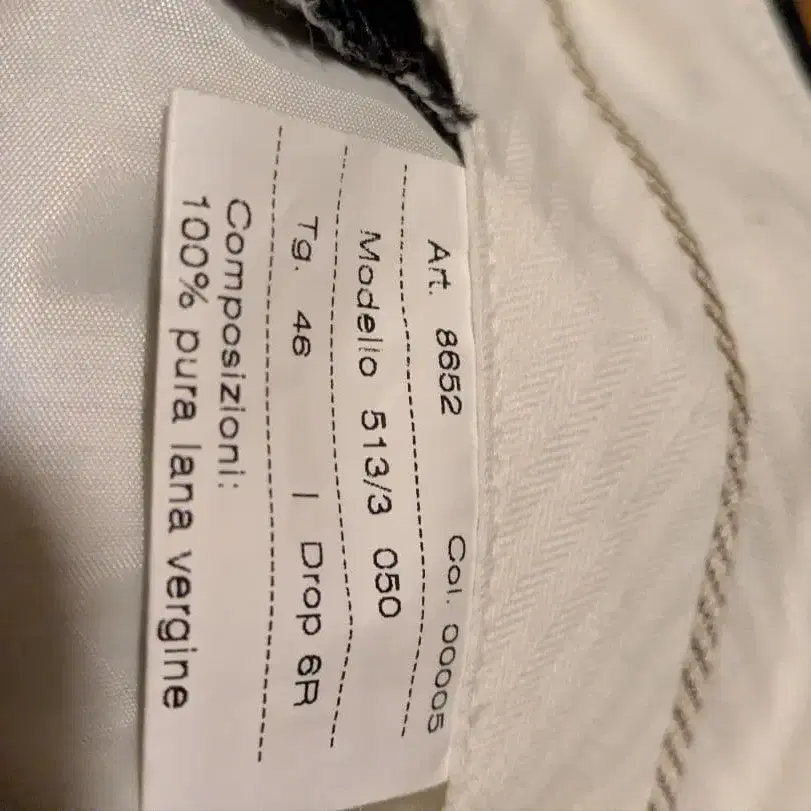 Art. 8652 Col. 00005
Modello 513/3 050
Tg. 46 | Drop 6R
Composizioni:
100% pura lana vergine